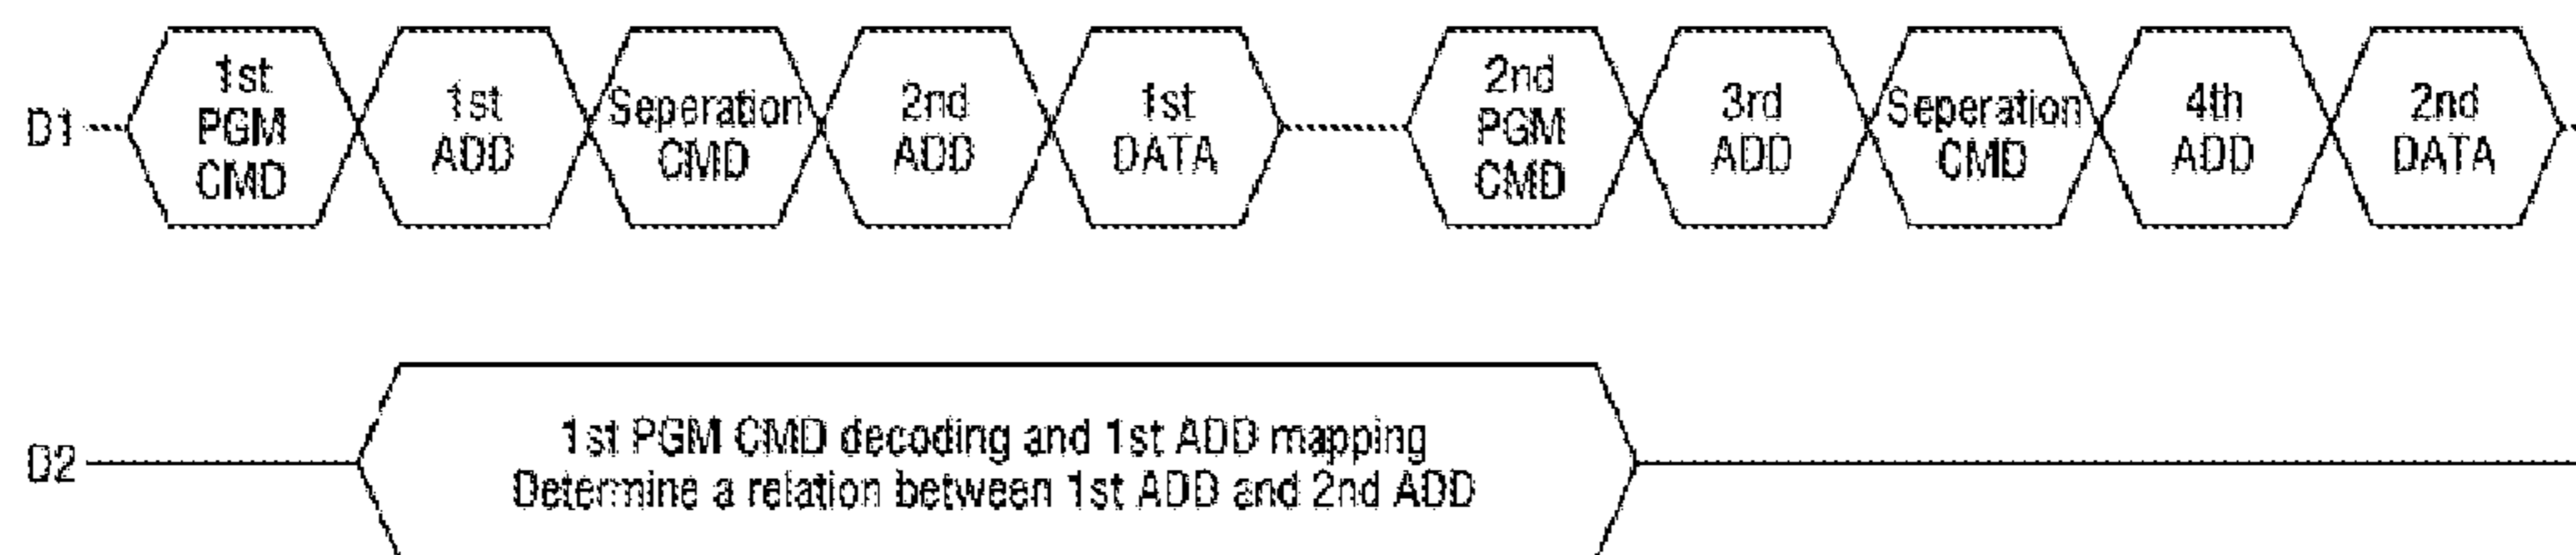 D1
1st
PGM
CMD
1st
ADD
Seperation
CMD
2nd
ADD
1st
DATA
2nd
PGM
CMD
3rd
ADD
Seperation
CMD
4th
ADD
2nd
DATA
D2
1st PGM CMD decoding and 1st ADD mapping
Determine a relation between 1st ADD and 2nd ADD